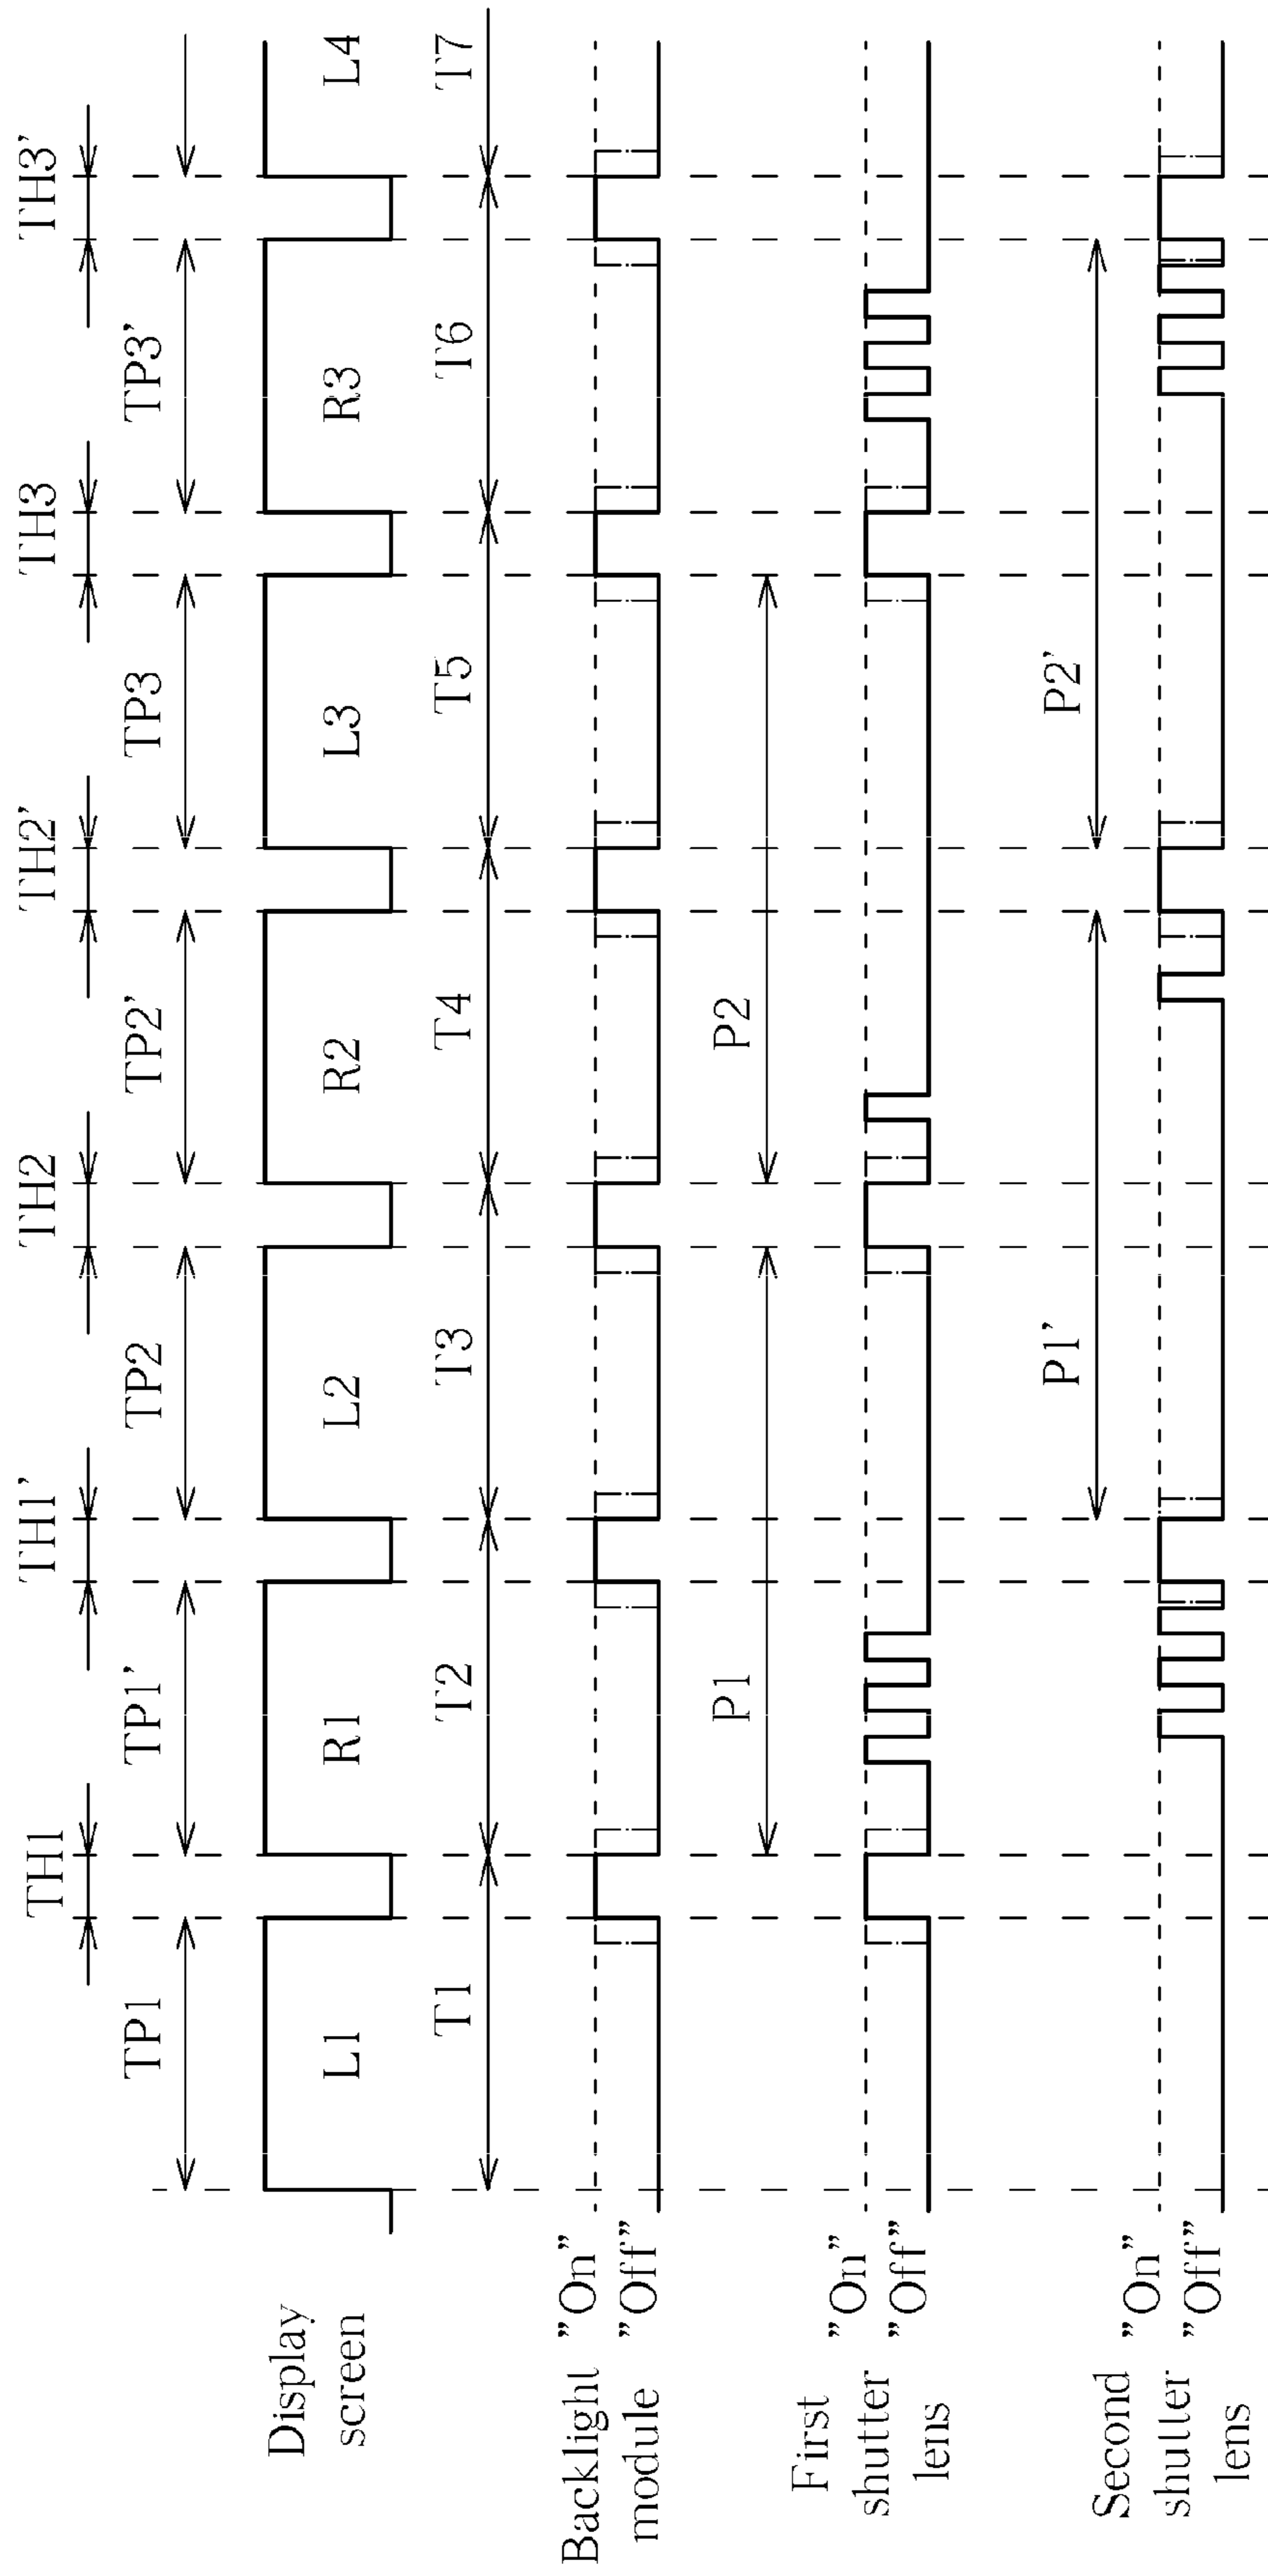 TH1 TH1' TH2 TH2' TH3 TH3'
TP1 TP1' TP2 TP2' TP3 TP3'
Display
screen
L1 R1 L2 R2 L3 R3 L4
T1 T2 T3 T4 T5 T6 T7
Backlight "On"
module "Off"
P1 P2
First
shutter
lens
"On"
"Off"
P1' P2'
Second
shutter
lens
"On"
"Off"